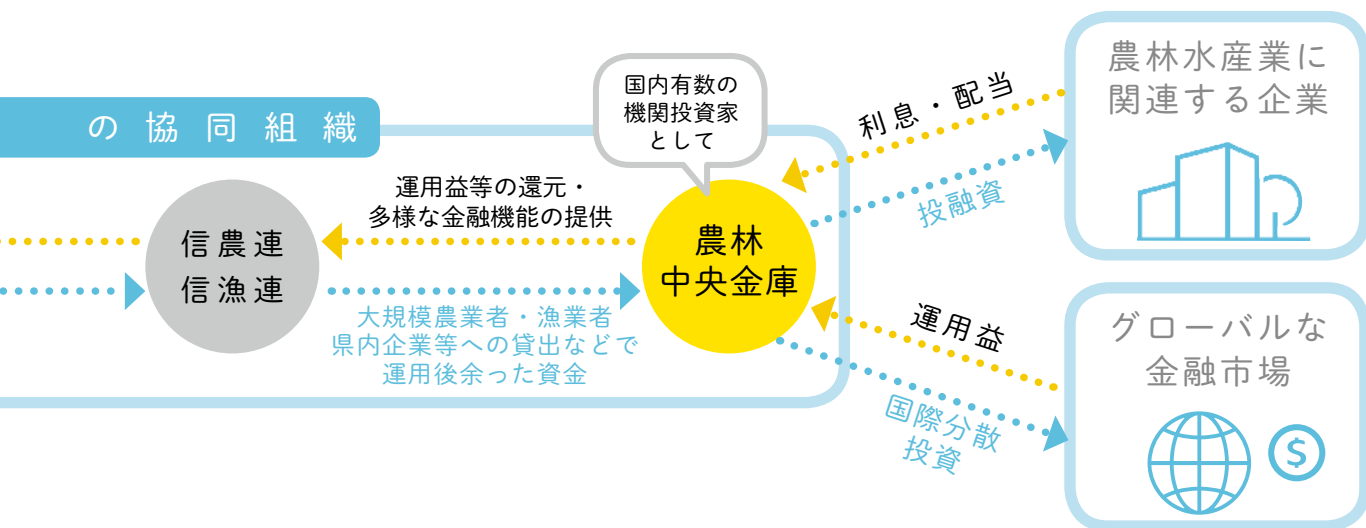 の協同組織
国内有数の
機関投資家
として
運用益等の還元・
多様な金融機能の提供
信農連
信漁連
大規模農業者・漁業者
県内企業等への貸出などで
運用後余った資金
農林
中央金庫
利息・配当
投融資
農林水産業に
関連する企業
運用益
国際分散
投資
グローバルな
金融市場
$